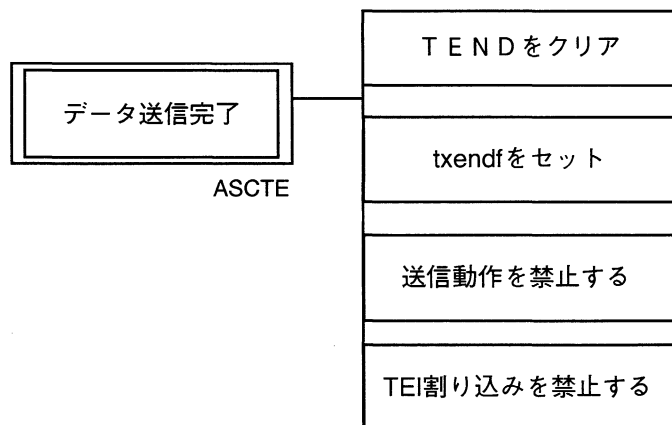 TENDをクリア
データ送信完了
ASCTE
txendfをセット
送信動作を禁止する
TEI割り込みを禁止する